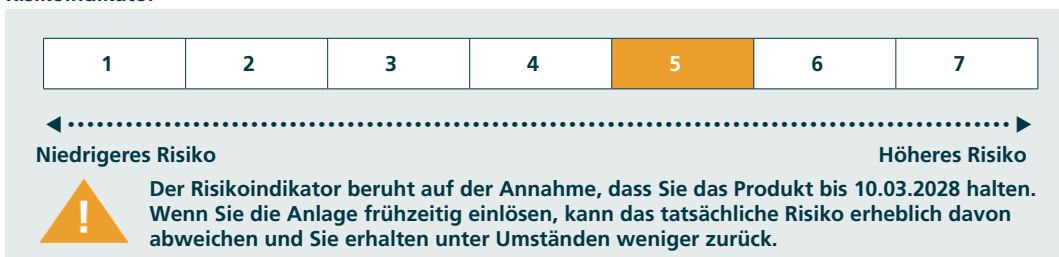 Risikoindikator
1 2 3 4 5 6 7
Niedrigeres Risiko Höheres Risiko
! Der Risikoindikator beruht auf der Annahme, dass Sie das Produkt bis 10.03.2028 halten.
Wenn Sie die Anlage frühzeitig einlösen, kann das tatsächliche Risiko erheblich davon
abweichen und Sie erhalten unter Umständen weniger zurück.